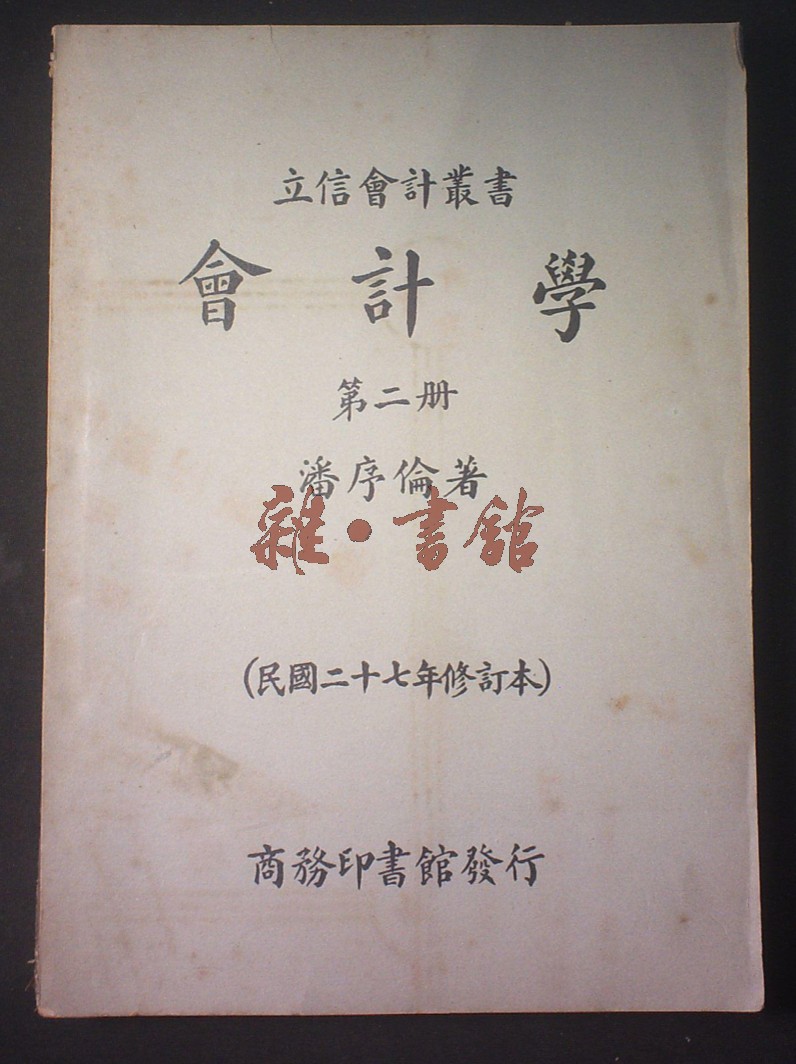 立信會計叢書
會計學
第二册
潘序倫著
雜•書館
(民國二十七年修訂本)
商務印書館發行